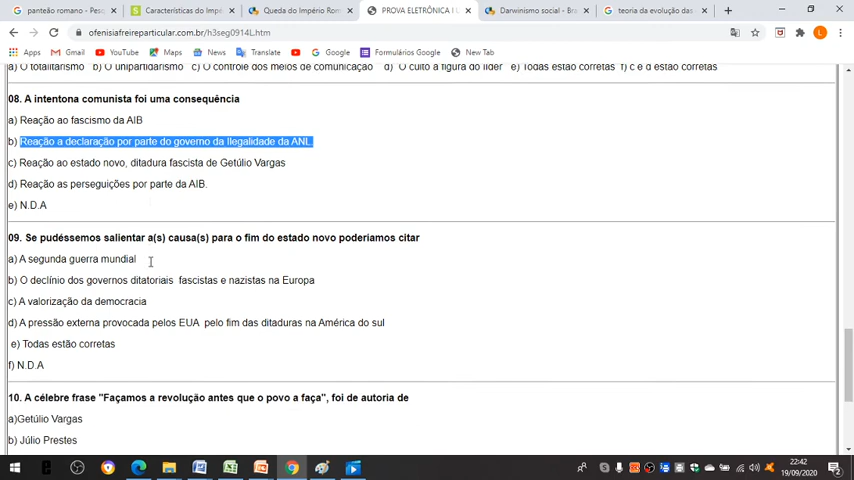 panteão romano - Pesq
Características do Impé
Queda do Império Rom
PROVA ELETRÔNICA I D
Darwinismo social - Bra
teoria da evolução das
ofenisiafreireparticular.com.br/h3seg0914L.htm
Apps Gmail YouTube Maps Translate Google Formulários Google New Tab
a) O totalitarismo b) O unipartidarismo c) O controle dos meios de comunicação d) O culto a figura do líder e) Todas estão corretas f) c e d estão corretas
08. A intentona comunista foi uma consequência
a) Reação ao fascismo da AIB
b) Reação a declaração por parte do governo da Ilegalidade da ANL.
c) Reação ao estado novo, ditadura fascista de Getúlio Vargas
d) Reação as perseguições por parte da AIB.
e) N.D.A
09. Se pudéssemos salientar a(s) causa(s) para o fim do estado novo poderíamos citar
a) A segunda guerra mundial
b) O declínio dos governos ditatoriais fascistas e nazistas na Europa
c) A valorização da democracia
d) A pressão externa provocada pelos EUA pelo fim das ditaduras na América do sul
e) Todas estão corretas
f) N.D.A
10. A célebre frase "Façamos a revolução antes que o povo a faça", foi de autoria de
a)Getúlio Vargas
b) Júlio Prestes
22:42
19/09/2020